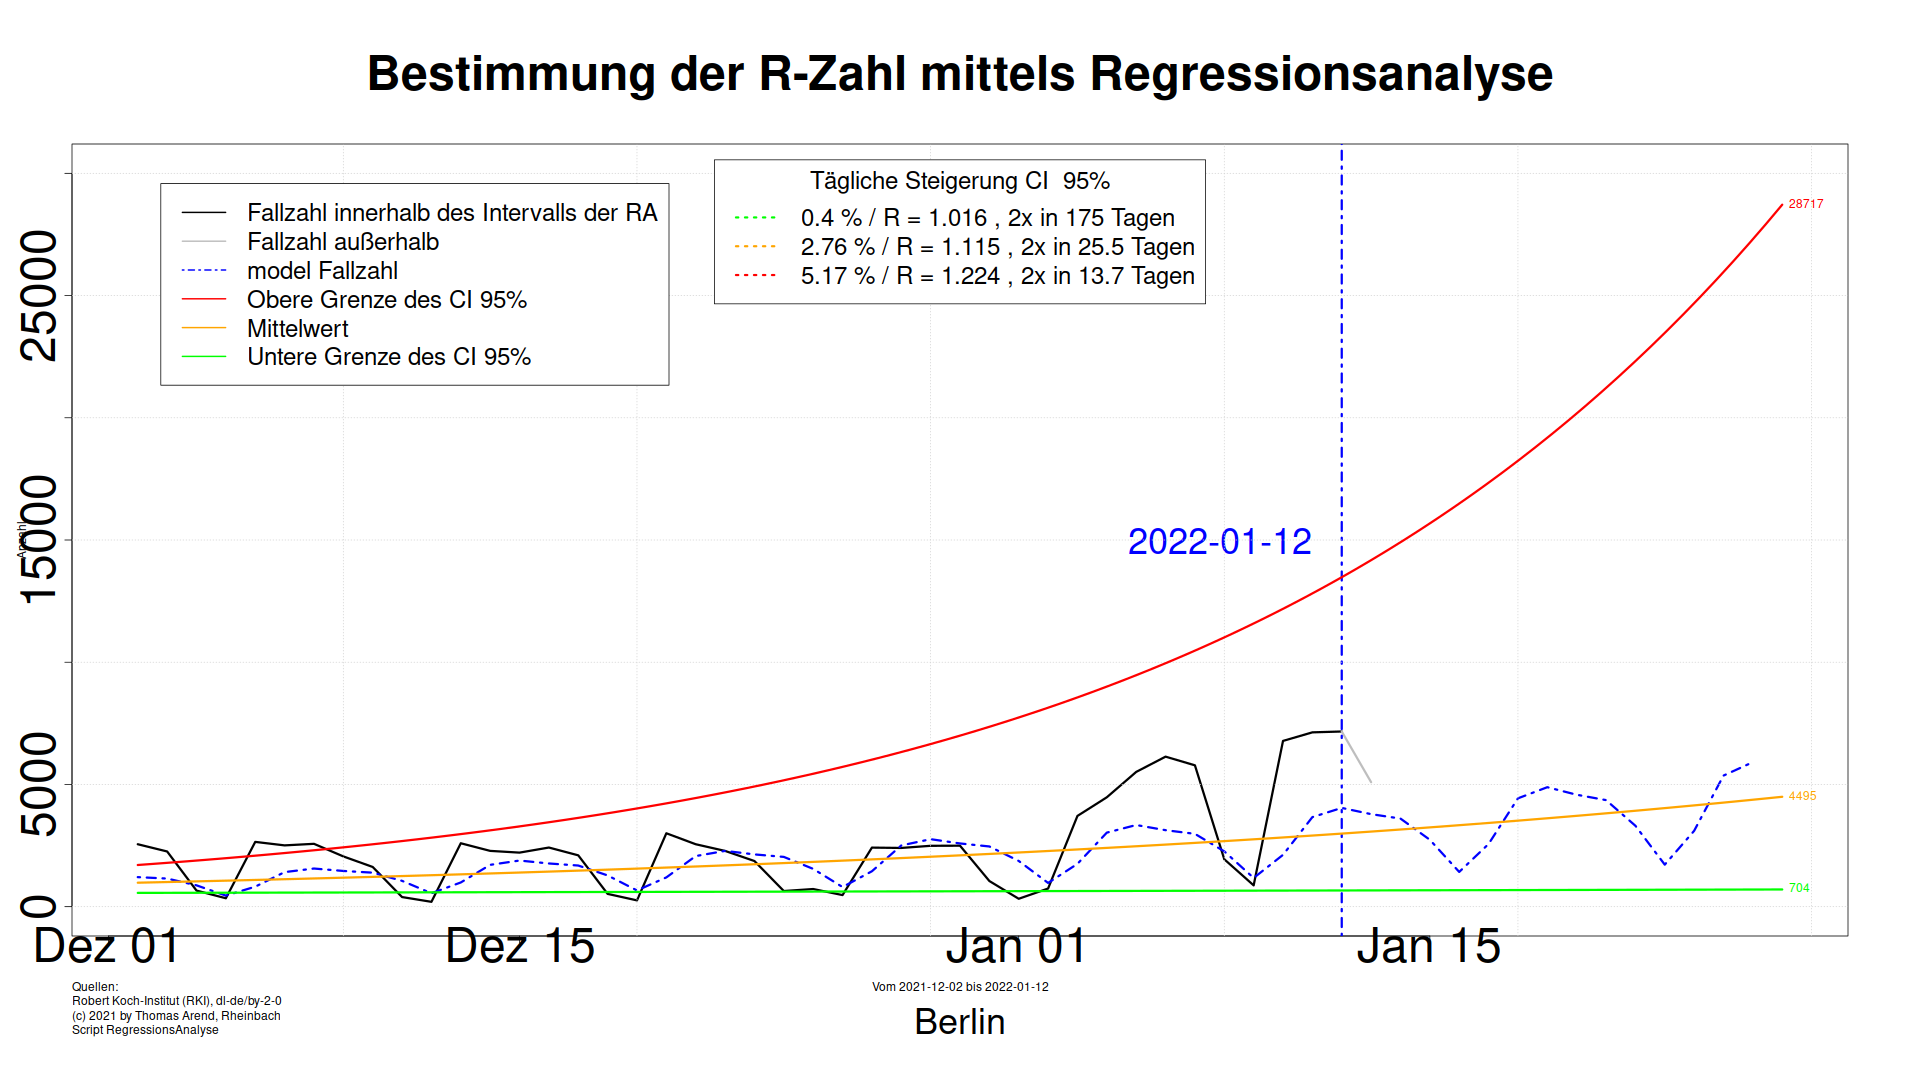 Bestimmung der R-Zahl mittels Regressionsanalyse
Fallzahl innerhalb des Intervalls der RA
Fallzahl außerhalb
model Fallzahl
Obere Grenze des CI 95%
Mittelwert
Untere Grenze des CI 95%
Tägliche Steigerung CI  95%
0.4 % / R = 1.016 , 2x in 175 Tagen
2.76 % / R = 1.115 , 2x in 25.5 Tagen
5.17 % / R = 1.224 , 2x in 13.7 Tagen
28717
25000
15000
5000
0
Anzahl
2022-01-12
4495
704
Dez 01
Dez 15
Jan 01
Jan 15
Quellen:
Robert Koch-Institut (RKI), dl-de/by-2-0
(c) 2021 by Thomas Arend, Rheinbach
Script RegressionsAnalyse
Vom 2021-12-02 bis 2022-01-12
Berlin